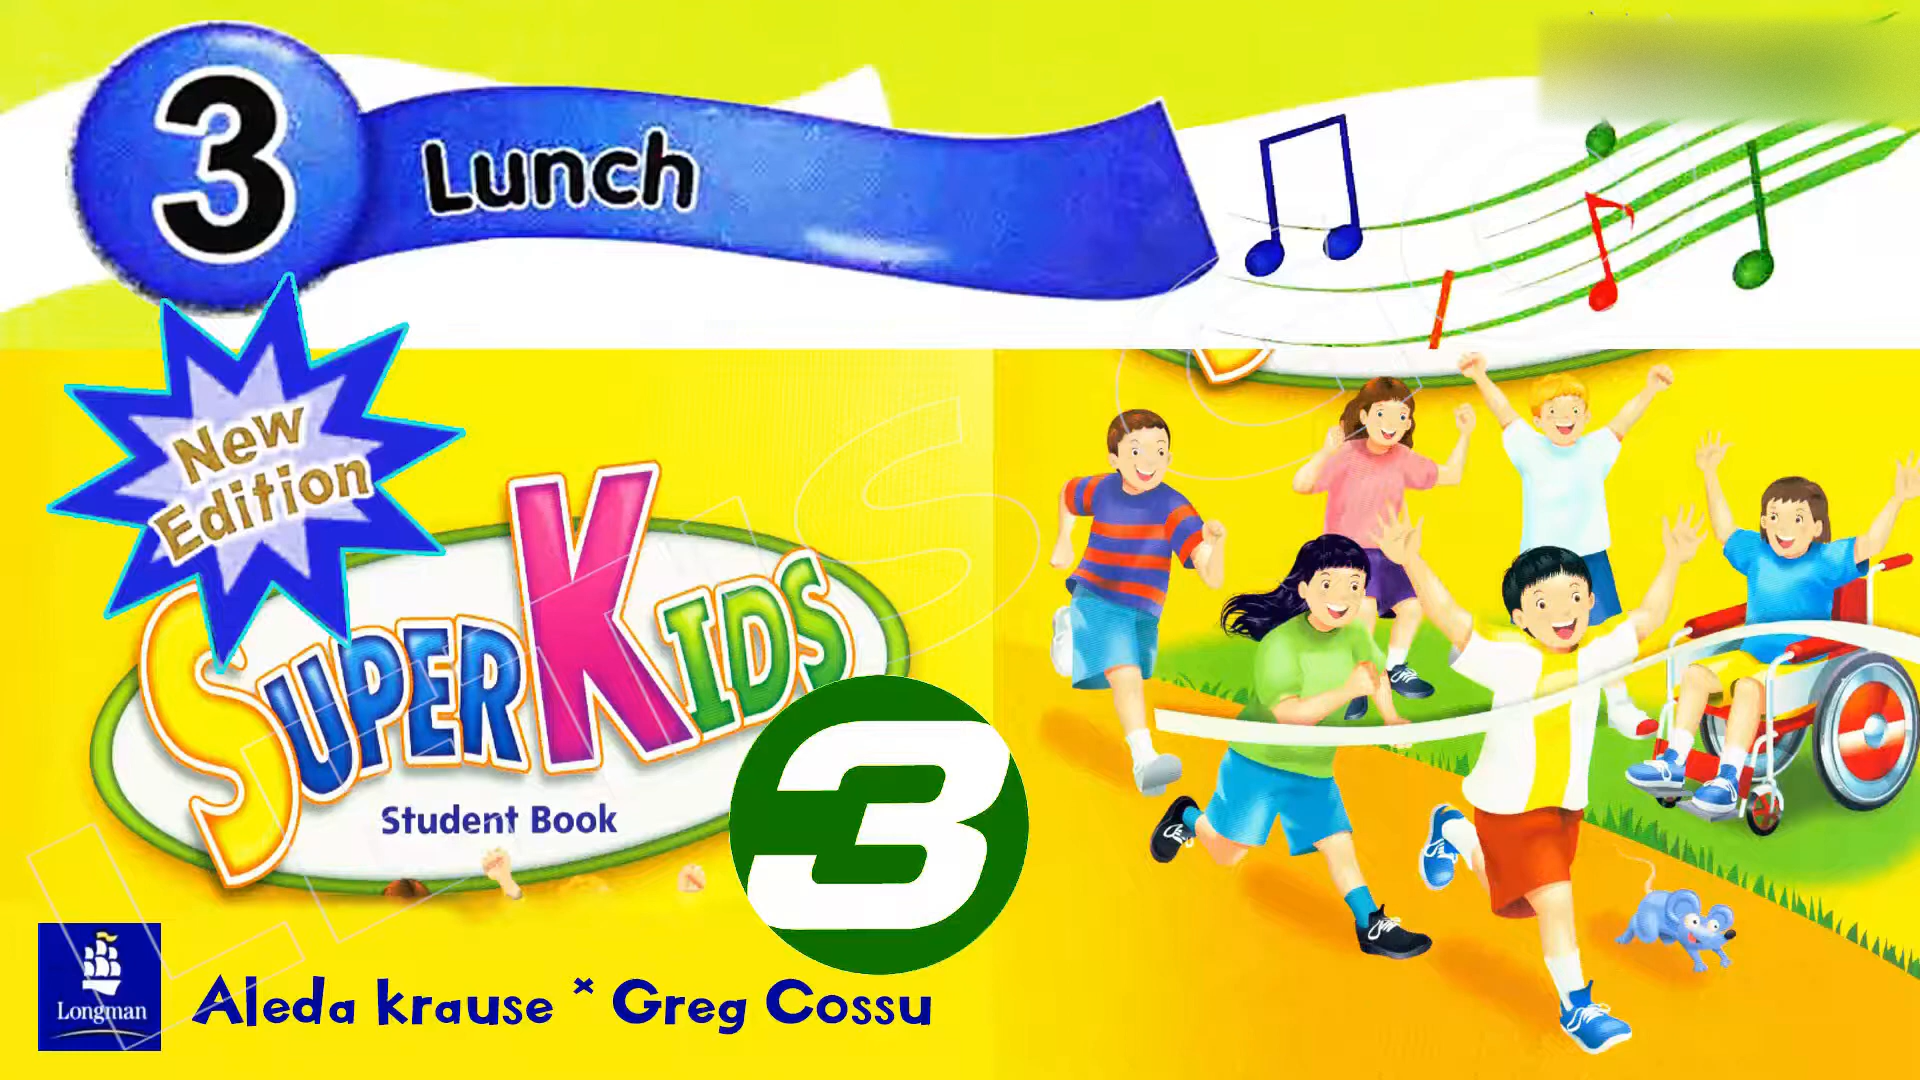 3 Lunch
New
Edition
SUPERKIDS
Student Book
3
Longman
Aleda Krause * Greg Cossu